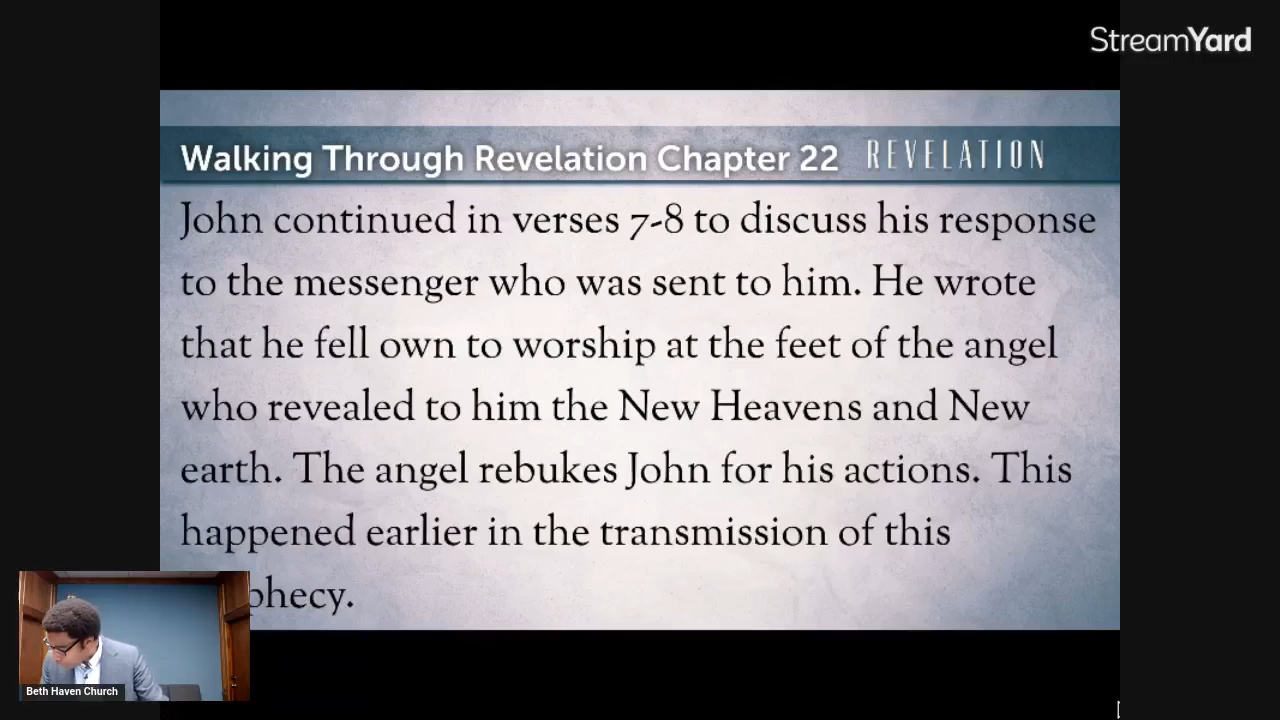 StreamYard
Walking Through Revelation Chapter 22 REVELATION
John continued in verses 7-8 to discuss his response
to the messenger who was sent to him. He wrote
that he fell own to worship at the feet of the angel
who revealed to him the New Heavens and New
earth. The angel rebukes John for his actions. This
happened earlier in the transmission of this
phecy.
Beth Haven Church